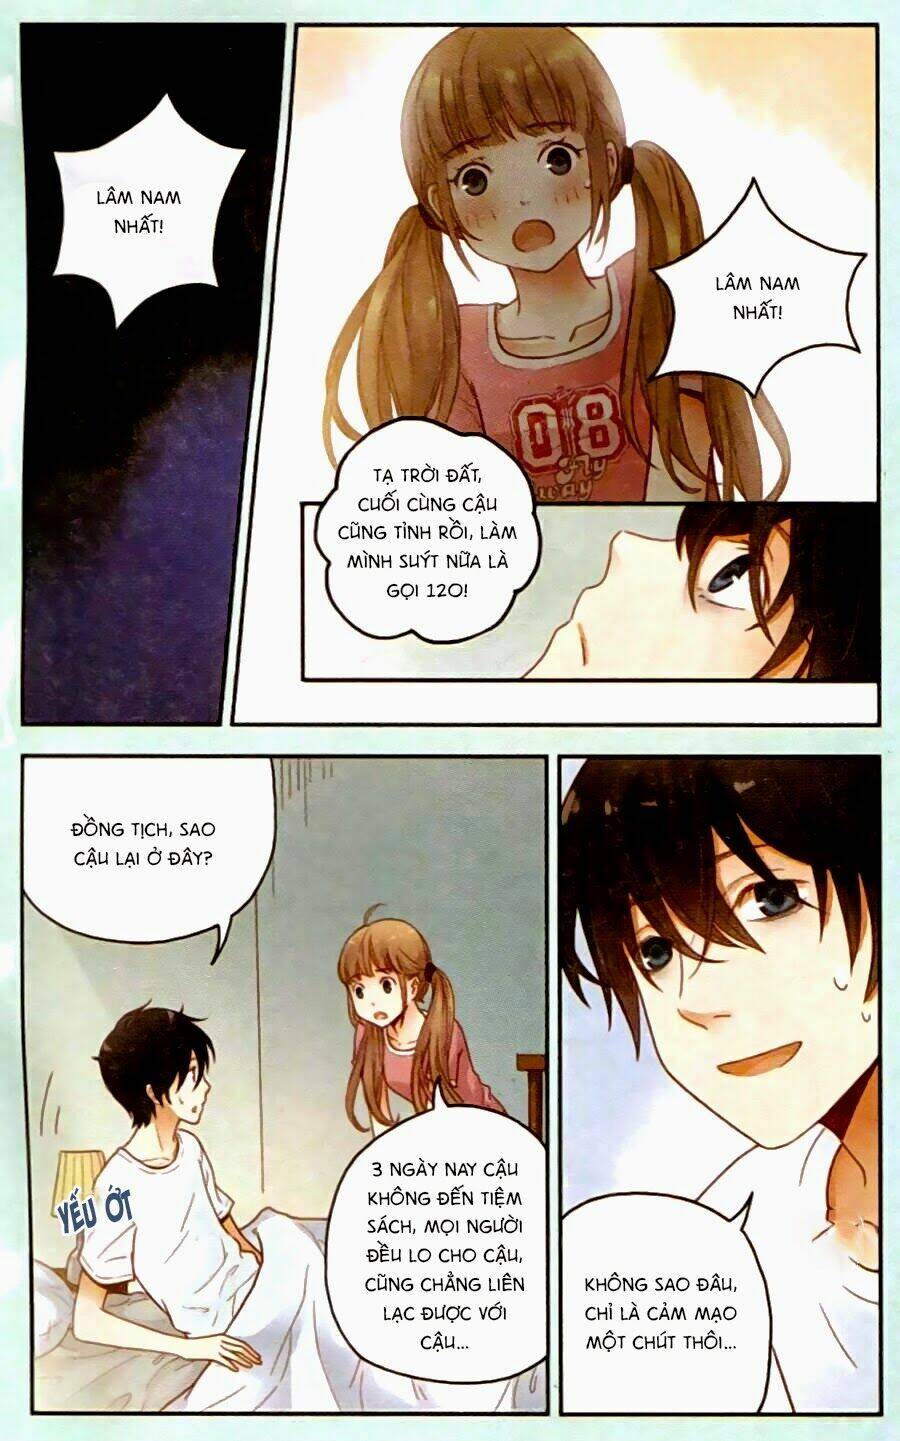 LÂM NAM
NHẤT!
LÂM NAM
NHẤT!
08
Fly
way
TẠ TRỜI ĐẤT,
CUỐI CÙNG CẬU
CŨNG TỈNH RỒI, LÀM
MÌNH SUÝT NỮA LÀ
GỌI 120!
ĐỒNG TỊCH, SAO
CẬU LẠI Ở ĐÂY?
YẾU ỚT
3 NGÀY NAY CẬU
KHÔNG ĐẾN TIỆM
SÁCH, MỌI NGƯỜI
ĐỀU LO CHO CẬU,
CŨNG CHẲNG LIÊN
LẠC ĐƯỢC VỚI
CẬU...
KHÔNG SAO ĐÂU,
CHỈ LÀ CẢM MẠO
MỘT CHÚT THÔI...